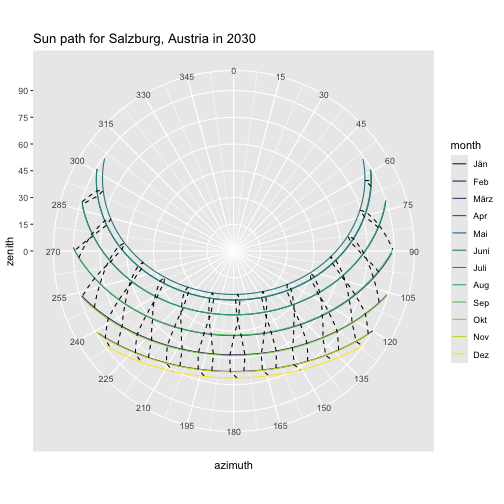 Sun path for Salzburg, Austria in 2030
0
15
30
45
60
75
90
105
120
135
150
165
180
195
210
225
240
255
270
285
300
315
330
345
90
75
60
45
30
15
0
zenith
azimuth
month
Jän
Feb
März
Apr
Mai
Juni
Juli
Aug
Sep
Okt
Nov
Dez